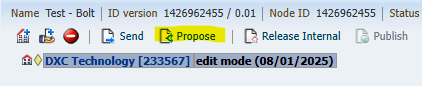 Name Test - Bolt | ID version 1426962455 / 0.01 | Node ID 1426962455 | Status
Send Propose Release Internal Publish
DXC Technology [233567] edit mode (08/01/2025)